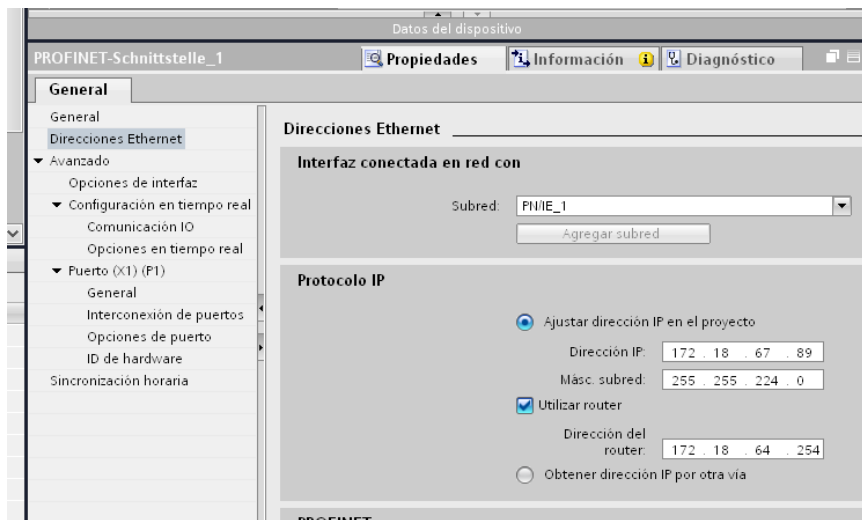 Datos del dispositivo
PROFINET-Schnittstelle_1
Propiedades
Información
Diagnóstico
General
General
Direcciones Ethernet
Avanzado
Opciones de interfaz
Configuración en tiempo real
Comunicación IO
Opciones en tiempo real
Puerto (X1) (P1)
General
Interconexión de puertos
Opciones de puerto
ID de hardware
Sincronización horaria
Direcciones Ethernet
Interfaz conectada en red con
Subred: PN/IE_1
Agregar subred
Protocolo IP
Ajustar dirección IP en el proyecto
Dirección IP: 172 . 18 . 67 . 89
Másc. subred: 255 . 255 . 224 . 0
Utilizar router
Dirección del
router: 172 . 18 . 64 . 254
Obtener dirección IP por otra vía
PROFINET